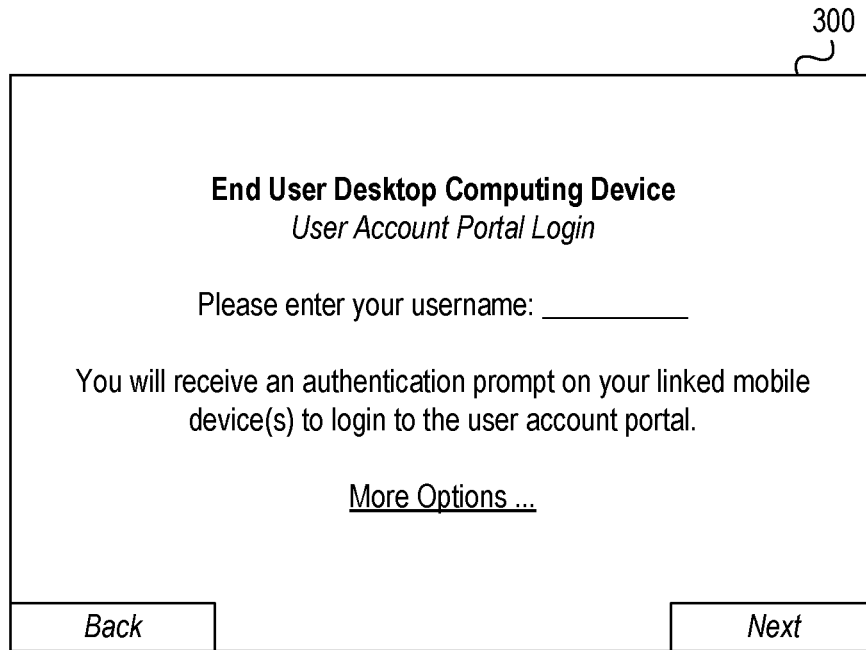 300
End User Desktop Computing Device
User Account Portal Login
Please enter your username: __________
You will receive an authentication prompt on your linked mobile
device(s) to login to the user account portal.
More Options ...
Back
Next